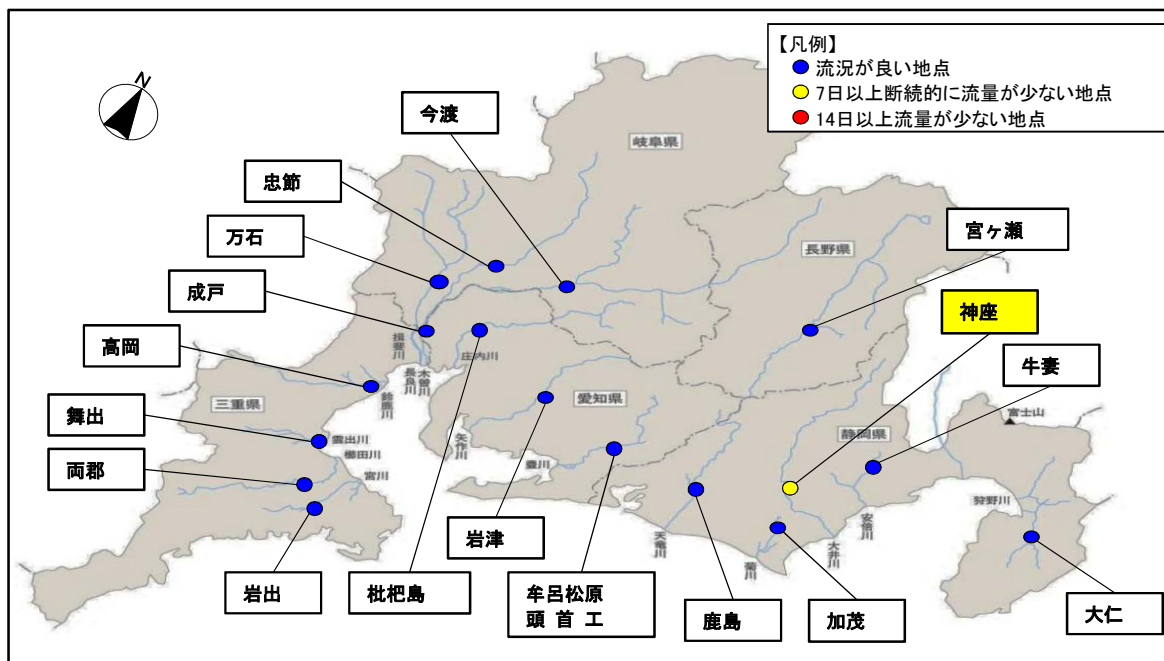 【凡例】
流況が良い地点
7日以上断続的に流量が少ない地点
14日以上流量が少ない地点
N
今渡
岐阜県
忠節
万石
宮ヶ瀬
長野県
成戸
神座
高岡
揖斐川
長良川
木曽川
庄内川
牛妻
鈴鹿川
三重県
愛知県
富士山
舞出
静岡県
雲出川
櫛田川
矢作川
豊川
宮川
両郡
狩野川
安倍川
大井川
天竜川
菊川
岩津
岩出
枇杷島
牟呂松原
頭首工
鹿島
加茂
大仁